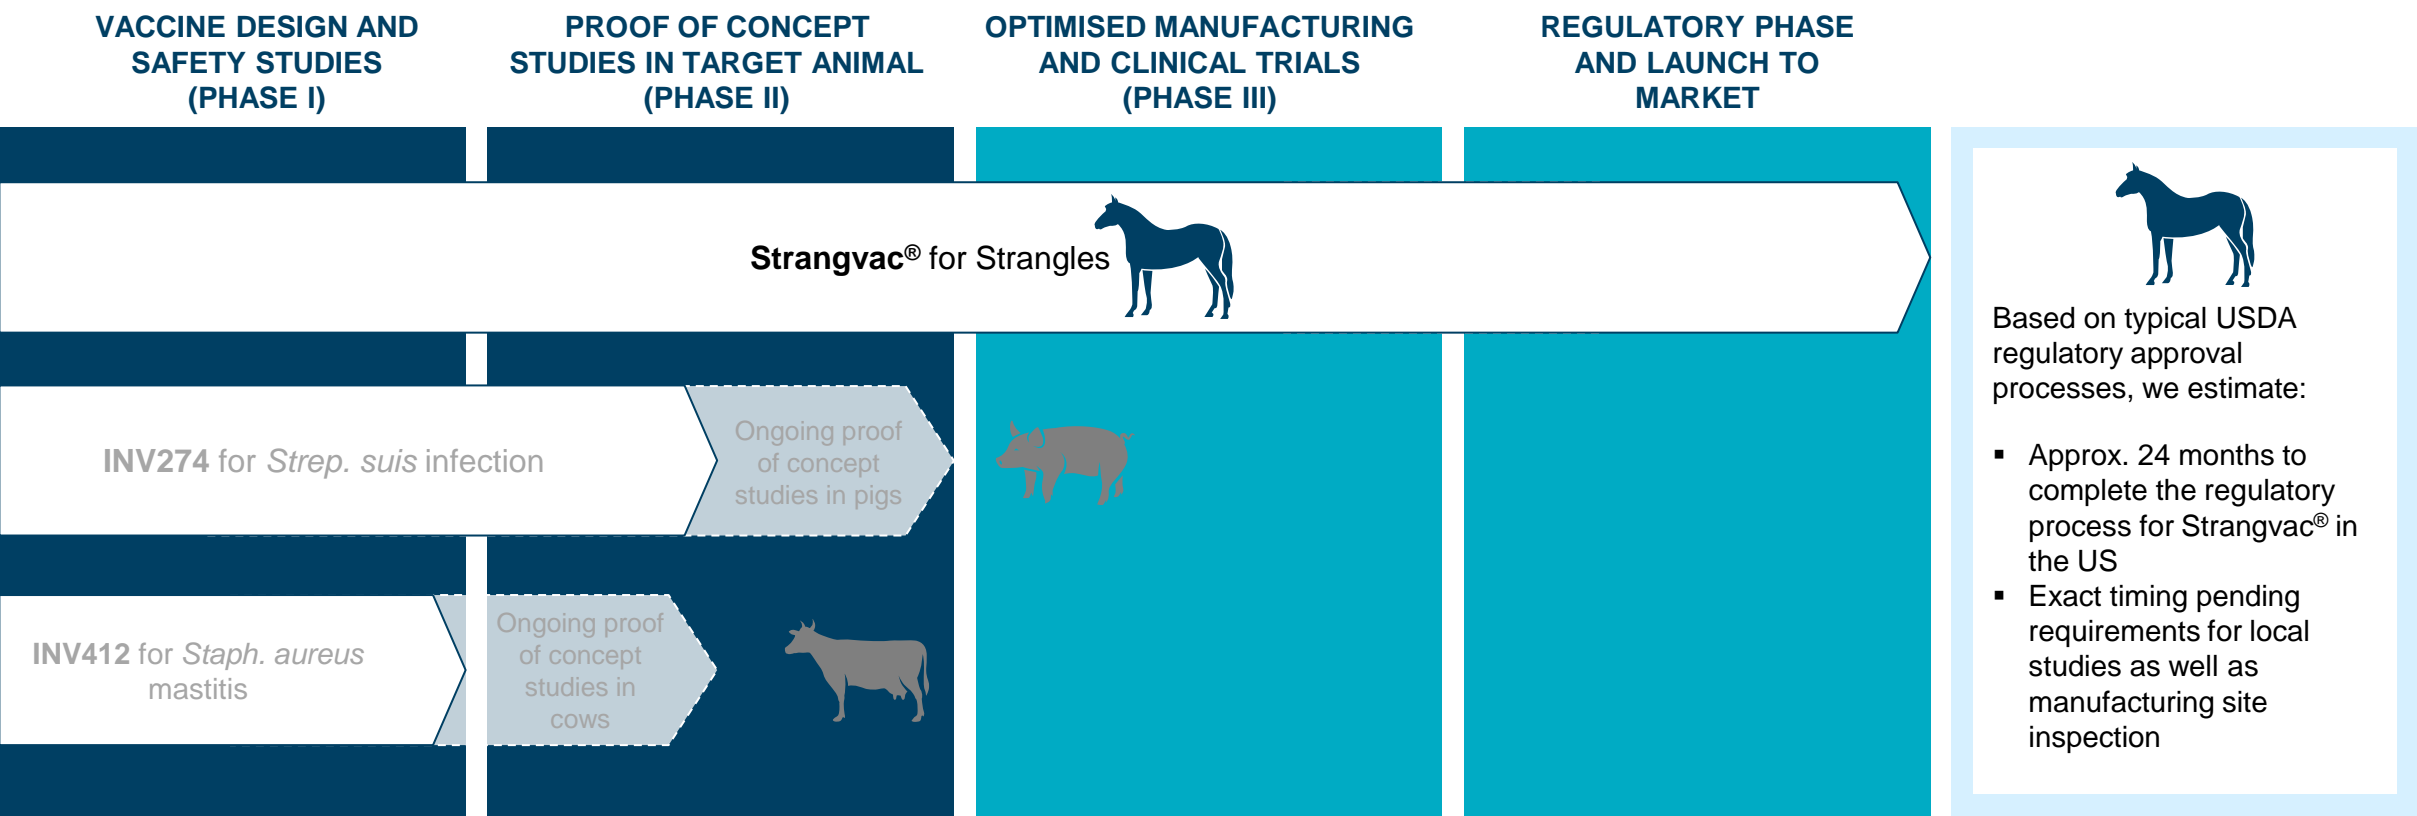 VACCINE DESIGN AND
SAFETY STUDIES
(PHASE I)
PROOF OF CONCEPT
STUDIES IN TARGET ANIMAL
(PHASE II)
OPTIMISED MANUFACTURING
AND CLINICAL TRIALS
(PHASE III)
REGULATORY PHASE
AND LAUNCH TO
MARKET
Strangvac® for Strangles
INV274 for Strep. suis infection
Ongoing proof
of concept
studies in pigs
INV412 for Staph. aureus
mastitis
Ongoing proof
of concept
studies in
cows
Based on typical USDA
regulatory approval
processes, we estimate:
▪ Approx. 24 months to
complete the regulatory
process for Strangvac® in
the US
▪ Exact timing pending
requirements for local
studies as well as
manufacturing site
inspection